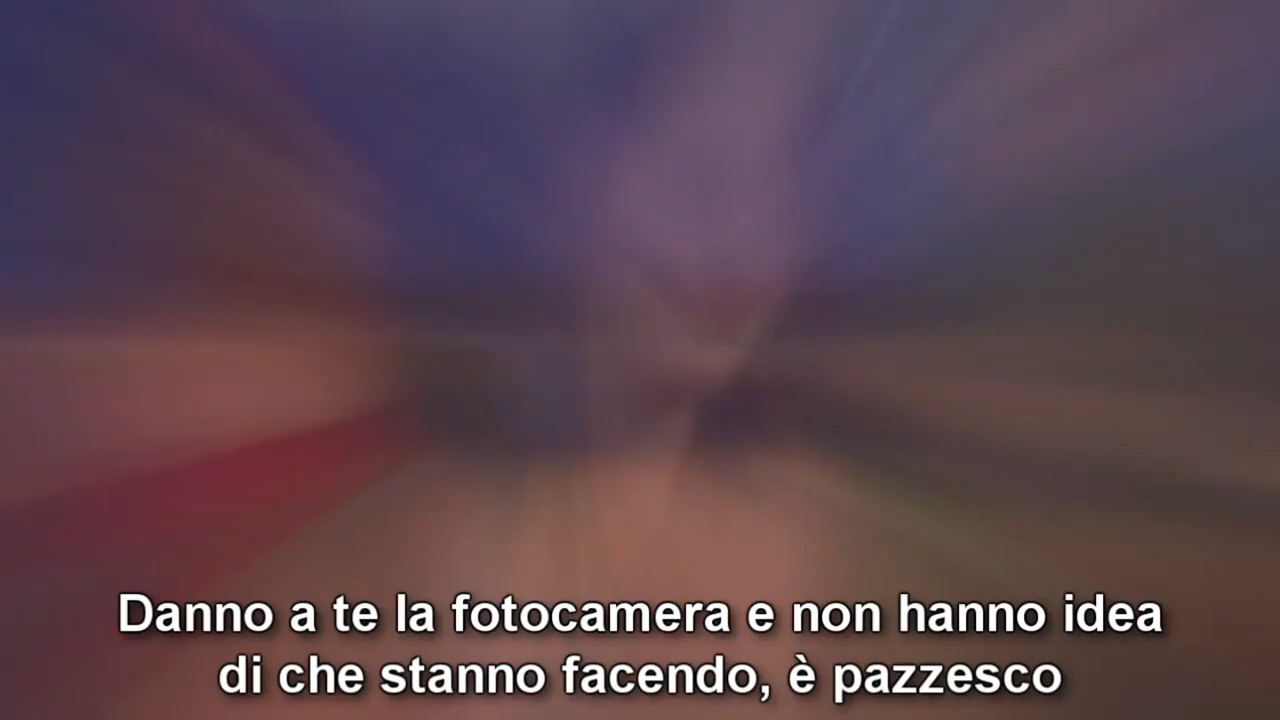 Danno a te la fotocamera e non hanno idea
di che stanno facendo, è pazzesco